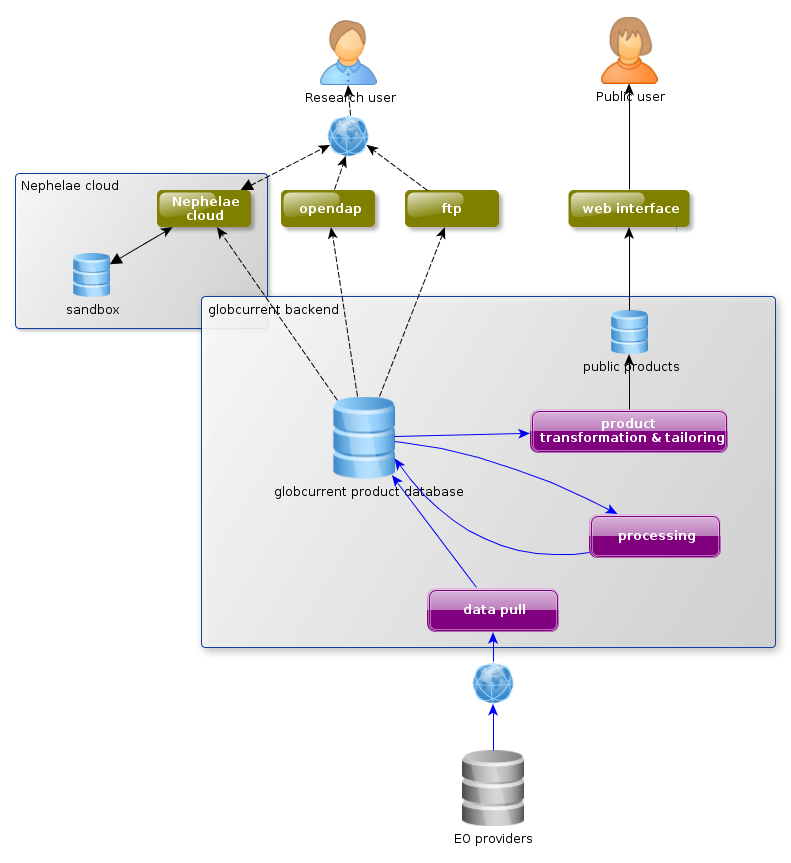 Research user
Public user
Nephelae cloud
Nephelae
cloud
opendap
ftp
web interface
sandbox
globcurrent backend
public products
product
transformation & tailoring
globcurrent product database
processing
data pull
EO providers